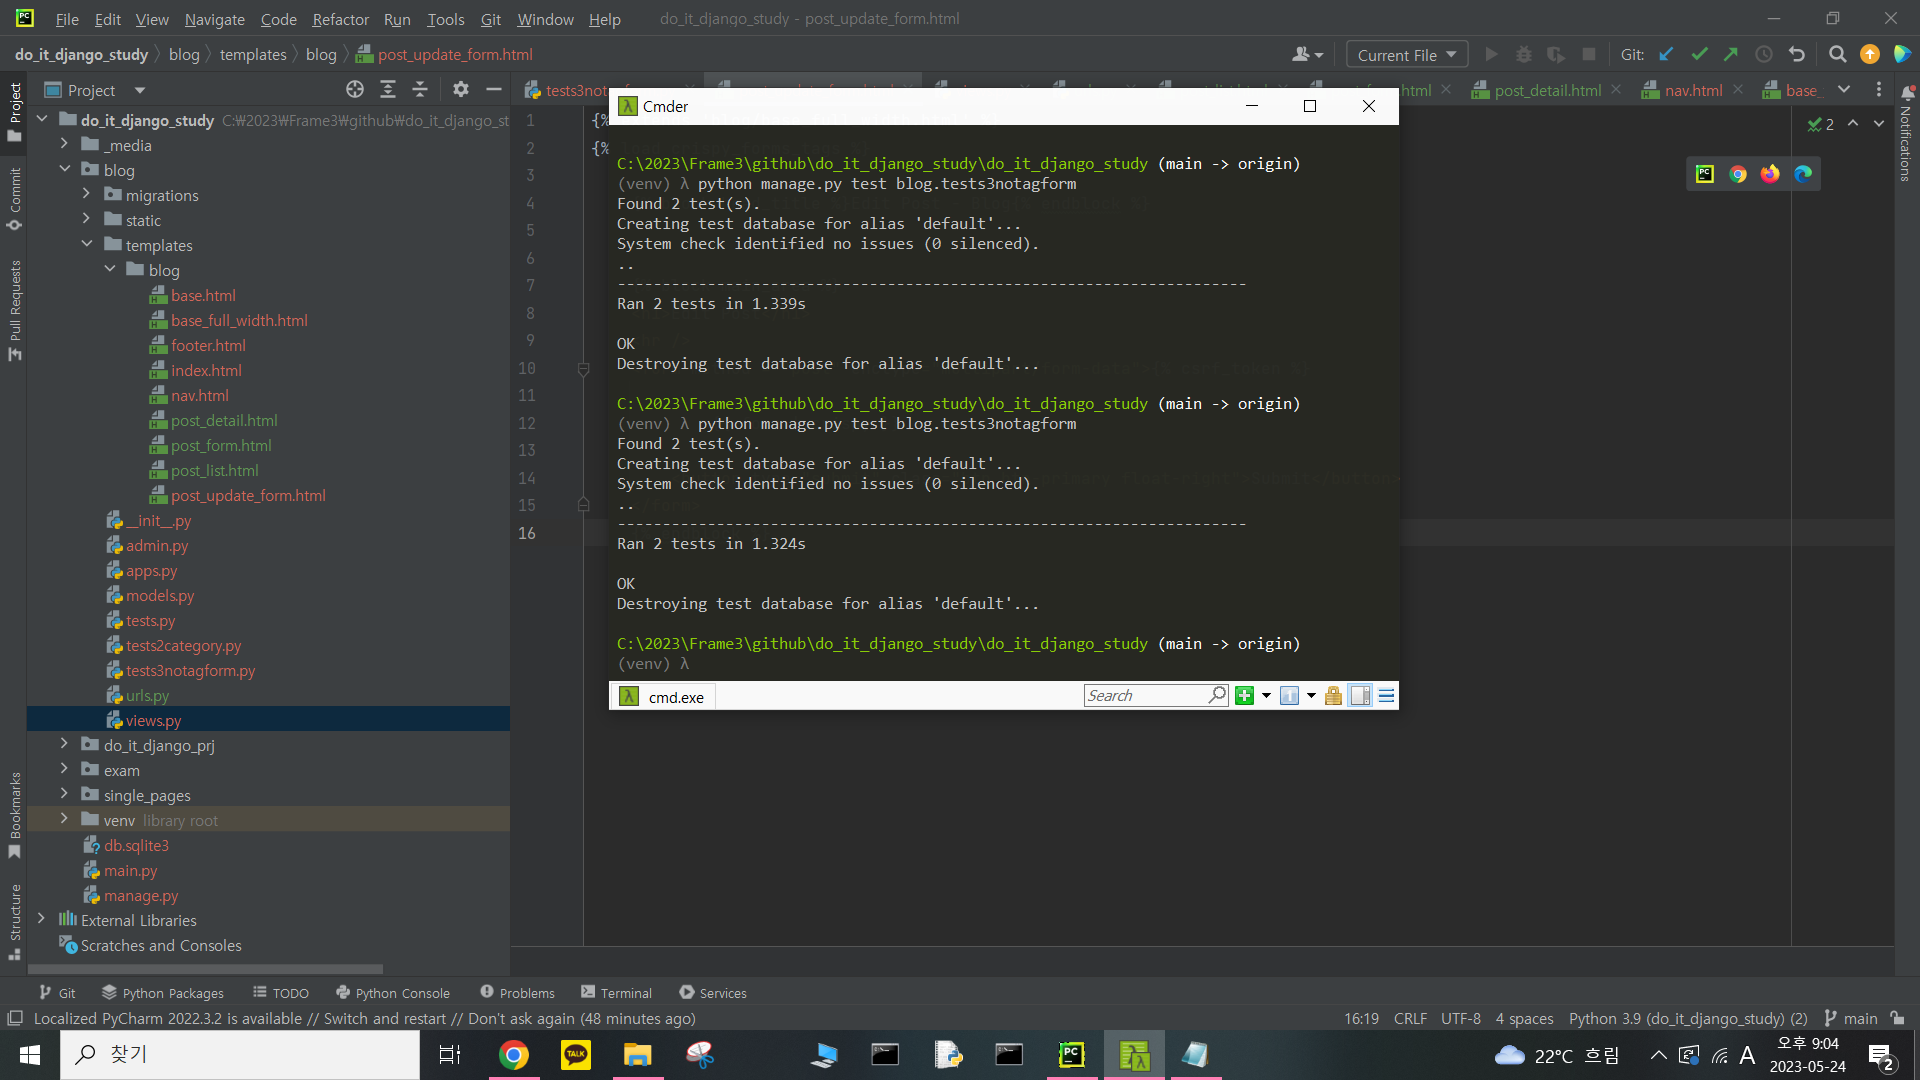 File Edit View Navigate Code Refactor Run Tools Git Window Help do_it_django_study - post_update_form.html
do_it_django_study blog templates blog post_update_form.html Current File Git:
Project
do_it_django_study C:\2023\Frame3\github\do_it_django_st
_media
blog
migrations
static
templates
blog
base.html
base_full_width.html
footer.html
index.html
nav.html
post_detail.html
post_form.html
post_list.html
post_update_form.html
__init__.py
admin.py
apps.py
models.py
tests.py
tests2category.py
tests3notagform.py
urls.py
views.py
do_it_django_prj
exam
single_pages
venv library root
db.sqlite3
main.py
manage.py
External Libraries
Scratches and Consoles
Project
Commit
Pull Requests
Bookmarks
Structure
post_detail.html nav.html base_
2
Notifications
1 {%
2 {%
3
4
5
6
7
8
9
10
11
12
13
14
15
16
Cmder
C:\2023\Frame3\github\do_it_django_study\do_it_django_study (main -> origin)
(venv) λ python manage.py test blog.tests3notagform
Found 2 test(s).
Creating test database for alias 'default'...
System check identified no issues (0 silenced).
..
----------------------------------------------------------------------
Ran 2 tests in 1.339s
OK
Destroying test database for alias 'default'...
C:\2023\Frame3\github\do_it_django_study\do_it_django_study (main -> origin)
(venv) λ python manage.py test blog.tests3notagform
Found 2 test(s).
Creating test database for alias 'default'...
System check identified no issues (0 silenced).
..
----------------------------------------------------------------------
Ran 2 tests in 1.324s
OK
Destroying test database for alias 'default'...
C:\2023\Frame3\github\do_it_django_study\do_it_django_study (main -> origin)
(venv) λ
cmd.exe Search
Git Python Packages TODO Python Console Problems Terminal Services
Localized PyCharm 2022.3.2 is available // Switch and restart // Don't ask again (48 minutes ago) 16:19 CRLF UTF-8 4 spaces Python 3.9 (do_it_django_study) (2) main
찾기 TALK PC 22°C 흐림 A 오후 9:04
2023-05-24 2